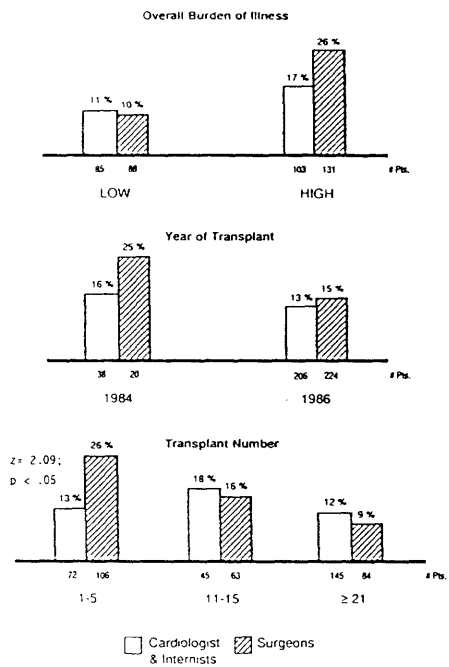 Overall Burden of Illness
26 %
17 %
11 % 10 %
85 88 103 131 # Pts.
LOW HIGH
Year of Transplant
25 %
16 % 13 % 15 %
38 20 206 224 # Pts.
1984 1986
Transplant Number
z= 2.09;
p < .05
26 %
13 % 18 % 16 % 12 % 9 %
72 106 45 63 145 84 # Pts.
1-5 11-15 ≥ 21
Cardiologist & Internists
Surgeons